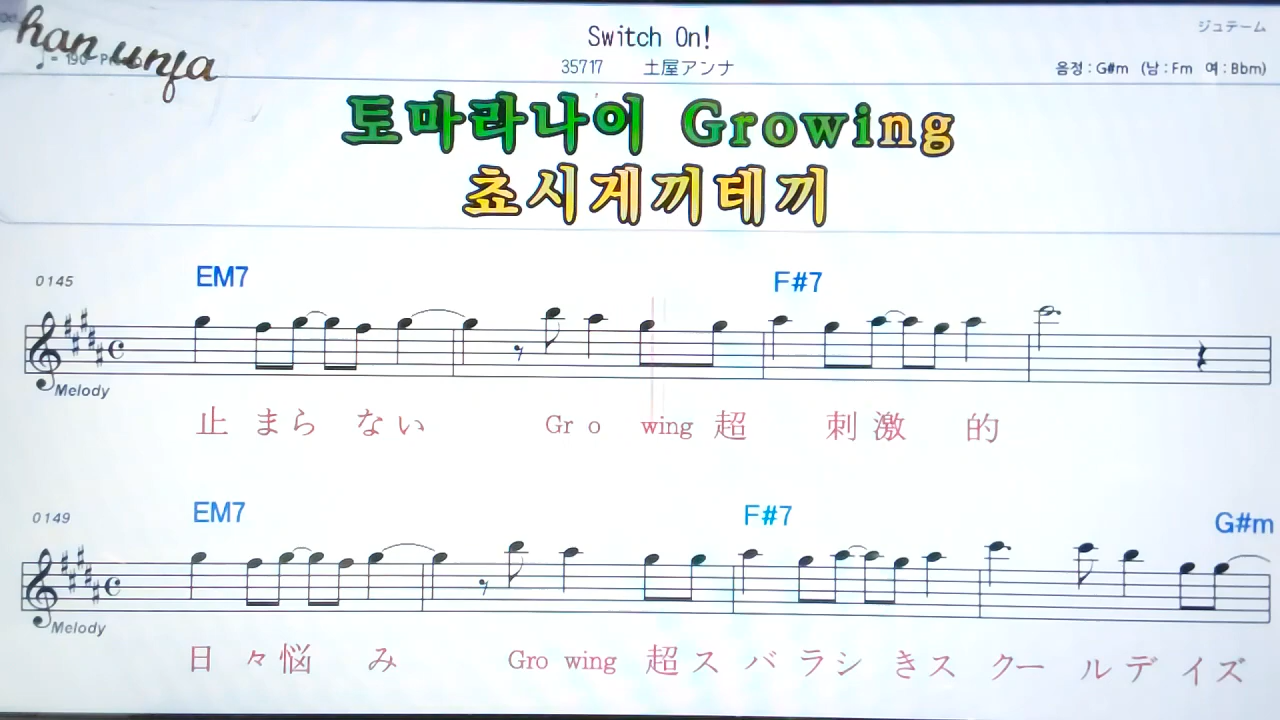 han unfa
Switch On!
ジュテーム
♩= 190
35717 土屋アンナ
음정 : G#m (남 : Fm 여 : Bbm)
토마라나이 Growing
쵸시게끼테끼
0145 EM7 F#7
Melody
止 まら ない Gr o wing 超 刺 激 的
0149 EM7 F#7 G#m
Melody
日 々 悩 み Gro wing 超 ス バ ラシ きス クー ル デ イ ズ